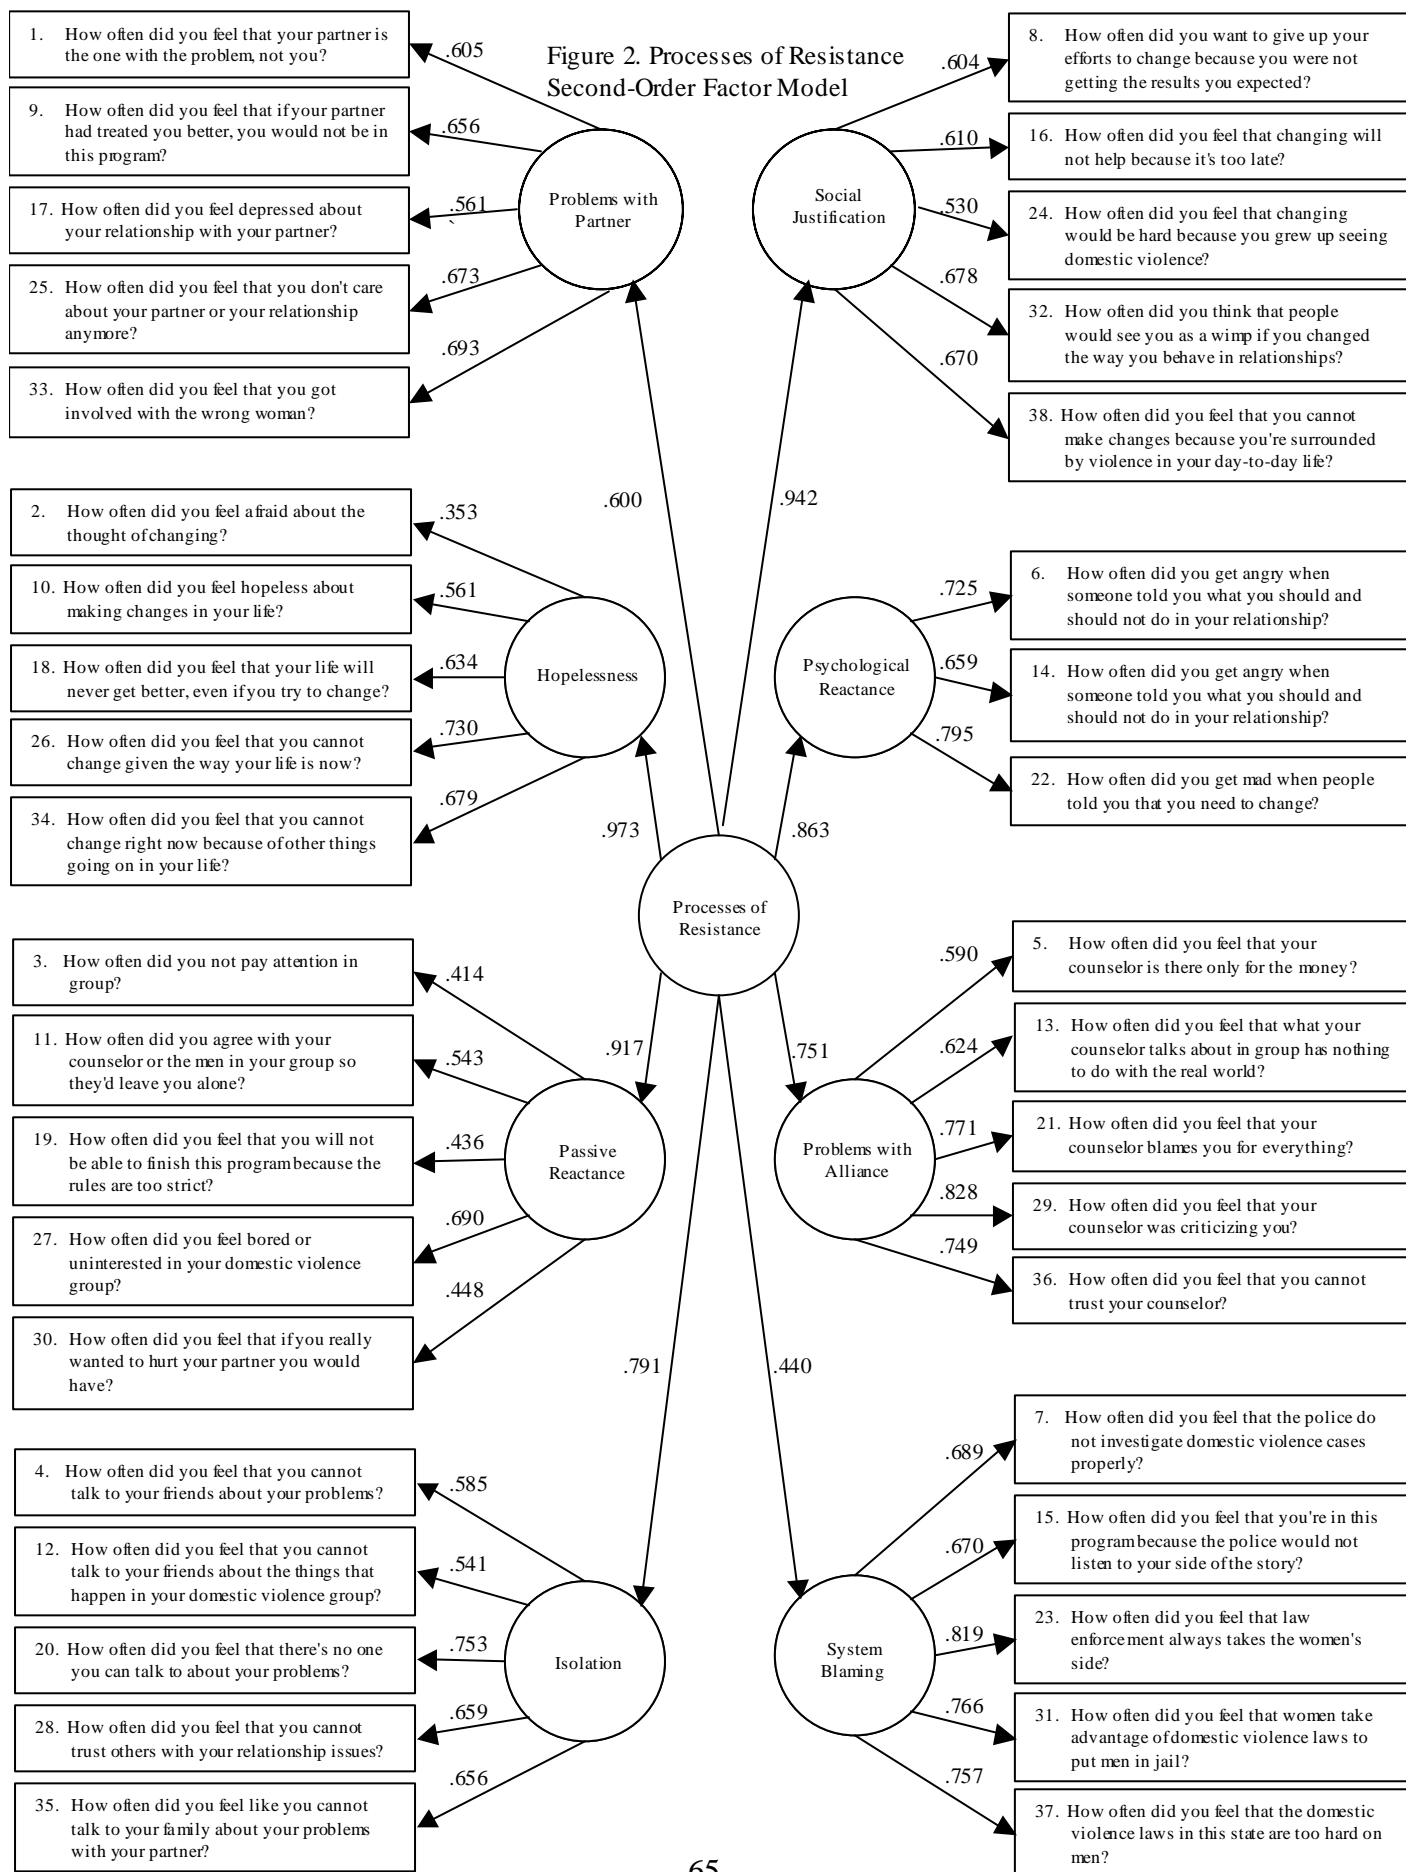 Figure 2. Processes of Resistance
Second-Order Factor Model
1. How often did you feel that your partner is
the one with the problem, not you?
.605
9. How often did you feel that if your partner
had treated you better, you would not be in
this program?
.656
17. How often did you feel depressed about
your relationship with your partner?
.561
`
25. How often did you feel that you don't care
about your partner or your relationship
anymore?
.673
33. How often did you feel that you got
involved with the wrong woman?
.693
Problems with
Partner
.600
2. How often did you feel afraid about the
thought of changing?
.353
10. How often did you feel hopeless about
making changes in your life?
.561
18. How often did you feel that your life will
never get better, even if you try to change?
.634
26. How often did you feel that you cannot
change given the way your life is now?
.730
34. How often did you feel that you cannot
change right now because of other things
going on in your life?
.679
Hopelessness
.973
3. How often did you not pay attention in
group?
.414
11. How often did you agree with your
counselor or the men in your group so
they'd leave you alone?
.543
19. How often did you feel that you will not
be able to finish this program because the
rules are too strict?
.436
27. How often did you feel bored or
uninterested in your domestic violence
group?
.690
30. How often did you feel that if you really
wanted to hurt your partner you would
have?
.448
Passive
Reactance
.917
4. How often did you feel that you cannot
talk to your friends about your problems?
.585
12. How often did you feel that you cannot
talk to your friends about the things that
happen in your domestic violence group?
.541
20. How often did you feel that there's no one
you can talk to about your problems?
.753
28. How often did you feel that you cannot
trust others with your relationship issues?
.659
35. How often did you feel like you cannot
talk to your family about your problems
with your partner?
.656
Isolation
.791
Processes of
Resistance
8. How often did you want to give up your
efforts to change because you were not
getting the results you expected?
.604
16. How often did you feel that changing will
not help because it's too late?
.610
24. How often did you feel that changing
would be hard because you grew up seeing
domestic violence?
.530
32. How often did you think that people
would see you as a wimp if you changed
the way you behave in relationships?
.678
38. How often did you feel that you cannot
make changes because you're surrounded
by violence in your day-to-day life?
.670
Social
Justification
.942
6. How often did you get angry when
someone told you what you should and
should not do in your relationship?
.725
14. How often did you get angry when
someone told you what you should and
should not do in your relationship?
.659
22. How often did you get mad when people
told you that you need to change?
.795
Psychological
Reactance
.863
5. How often did you feel that your
counselor is there only for the money?
.590
13. How often did you feel that what your
counselor talks about in group has nothing
to do with the real world?
.624
21. How often did you feel that your
counselor blames you for everything?
.771
29. How often did you feel that your
counselor was criticizing you?
.828
36. How often did you feel that you cannot
trust your counselor?
.749
Problems with
Alliance
.751
7. How often did you feel that the police do
not investigate domestic violence cases
properly?
.689
15. How often did you feel that you're in this
program because the police would not
listen to your side of the story?
.670
23. How often did you feel that law
enforcement always takes the women's
side?
.819
31. How often did you feel that women take
advantage of domestic violence laws to
put men in jail?
.766
37. How often did you feel that the domestic
violence laws in this state are too hard on
men?
.757
System
Blaming
.440
65